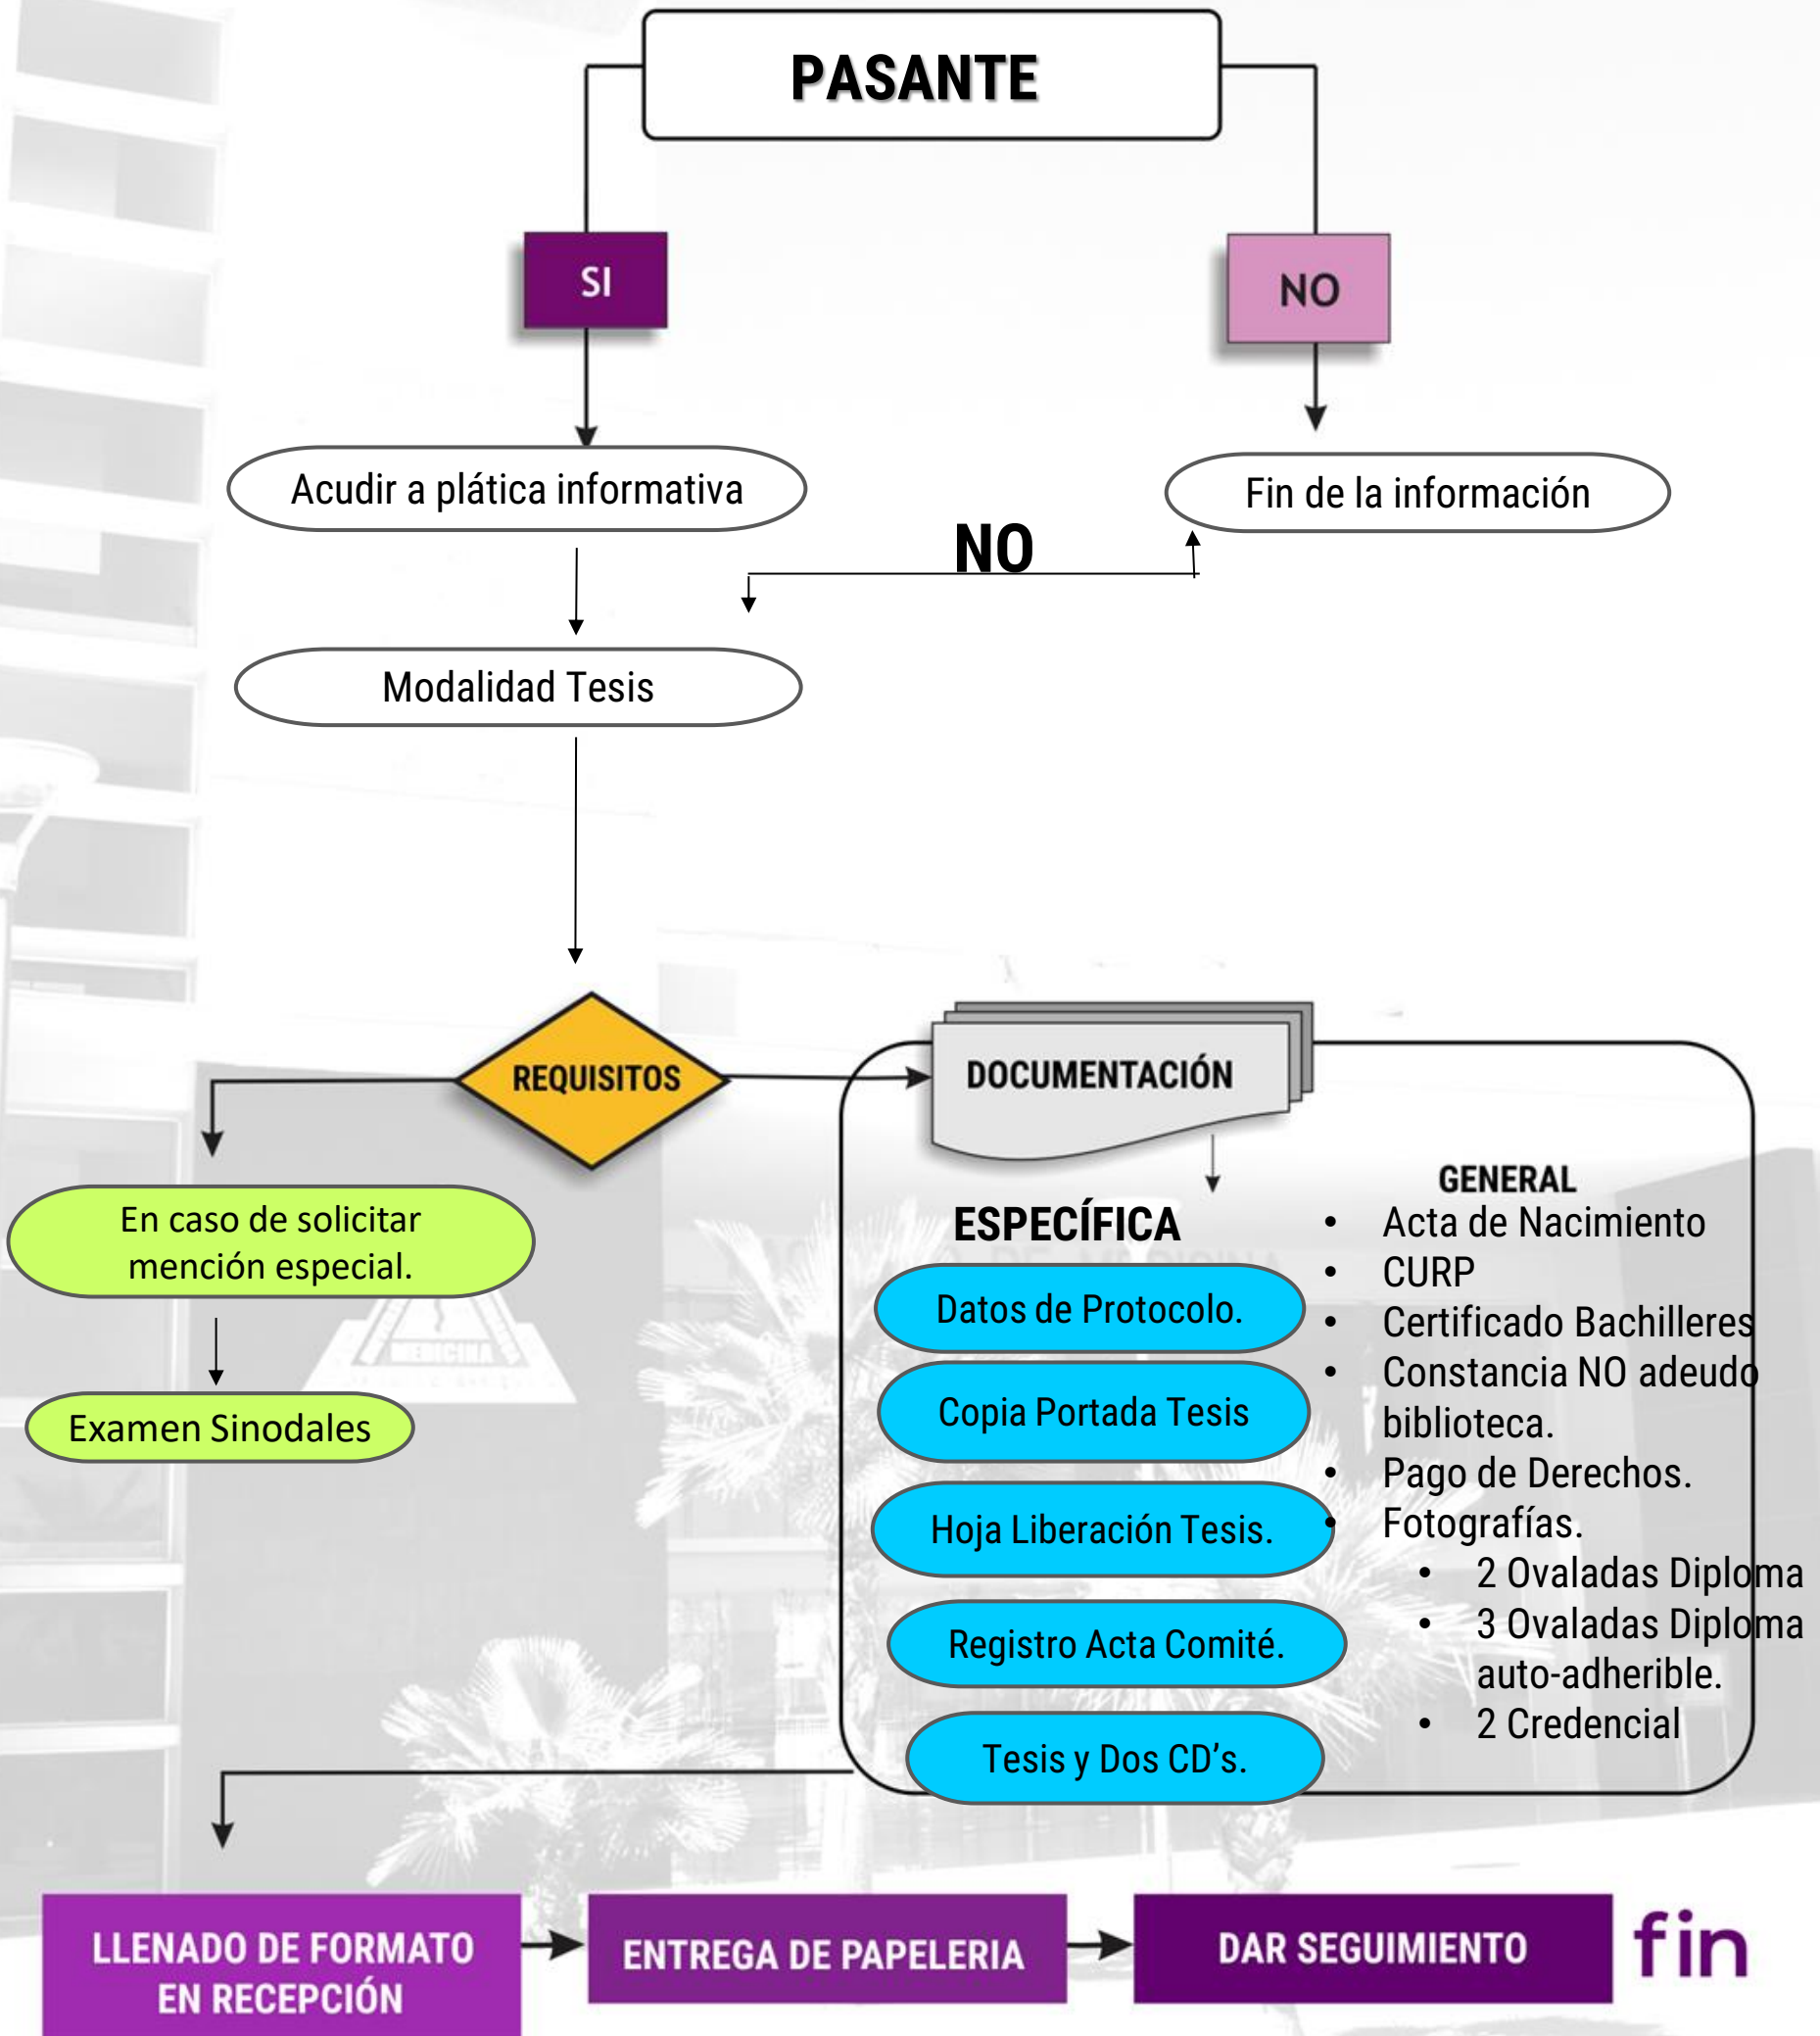 PASANTE
SI
NO
Acudir a plática informativa
Fin de la información
NO
Modalidad Tesis
REQUISITOS
DOCUMENTACIÓN
En caso de solicitar
mención especial.
Examen Sinodales
ESPECÍFICA
Datos de Protocolo.
Copia Portada Tesis
Hoja Liberación Tesis.
Registro Acta Comité.
Tesis y Dos CD's.
GENERAL
• Acta de Nacimiento
• CURP
• Certificado Bachilleres
• Constancia NO adeudo
biblioteca.
• Pago de Derechos.
• Fotografías.
• 2 Ovaladas Diploma
• 3 Ovaladas Diploma
auto-adherible.
• 2 Credencial
MEDICINA
DE MEDICINA
LLENADO DE FORMATO
EN RECEPCIÓN
ENTREGA DE PAPELERIA
DAR SEGUIMIENTO
fin